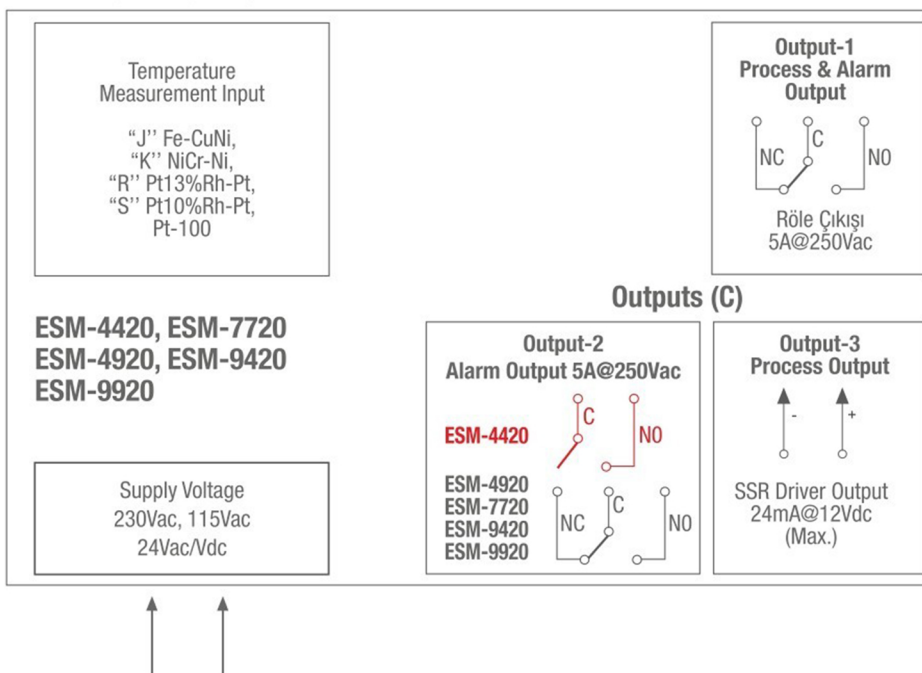 Temperature
Measurement Input
“J’’ Fe-CuNi,
“K’’ NiCr-Ni,
“R’’ Pt13%Rh-Pt,
“S’’ Pt10%Rh-Pt,
Pt-100
Output-1
Process & Alarm
Output
NC
C
NO
Röle Çıkışı
5A@250Vac
Outputs (C)
ESM-4420, ESM-7720
ESM-4920, ESM-9420
ESM-9920
Output-2
Alarm Output 5A@250Vac
ESM-4420
C
NO
ESM-4920
ESM-7720
ESM-9420
ESM-9920
NC
C
NO
Output-3
Process Output
-
+
SSR Driver Output
24mA@12Vdc
(Max.)
Supply Voltage
230Vac, 115Vac
24Vac/Vdc